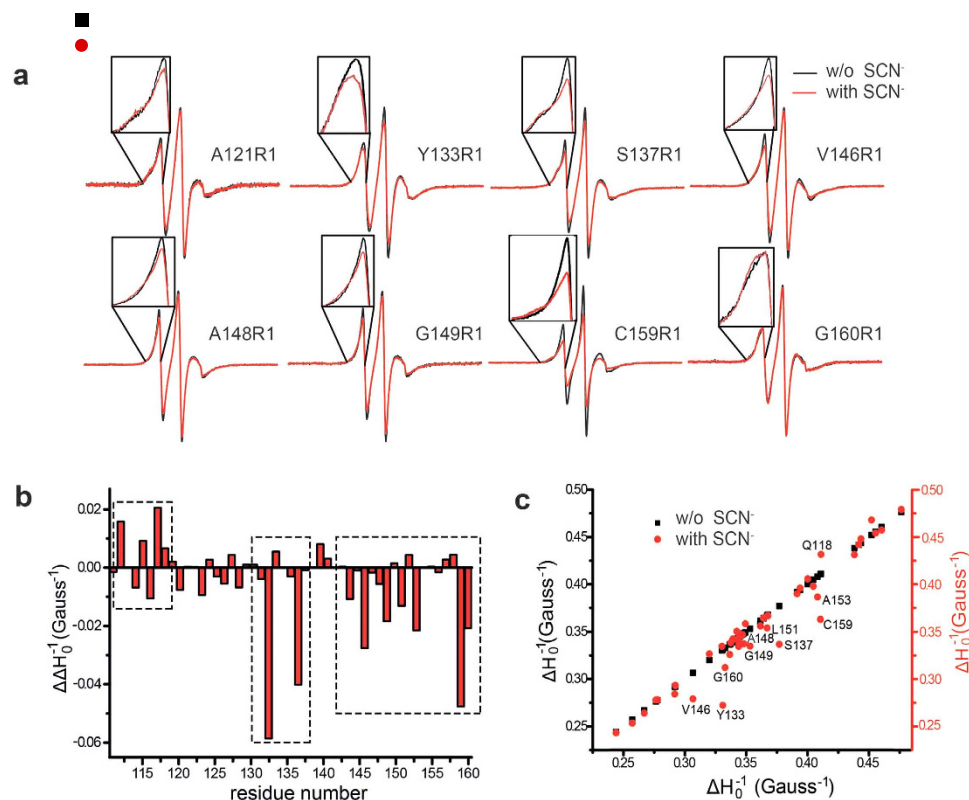 a
w/o SCN⁻
with SCN⁻
A121R1
Y133R1
S137R1
V146R1
A148R1
G149R1
C159R1
G160R1
b
ΔΔH₀⁻¹(Gauss⁻¹)
0.02
0.00
-0.02
-0.04
-0.06
115 120 125 130 135 140 145 150 155 160
residue number
c
ΔH₀⁻¹(Gauss⁻¹)
0.50
0.45
0.40
0.35
0.30
0.25
w/o SCN⁻
with SCN⁻
Q118
A153
C159
L151
A148
S137
G149
G160
V146
Y133
0.50
0.45
0.40
0.35
0.30
0.25
ΔH₀⁻¹(Gauss⁻¹)
0.25 0.30 0.35 0.40 0.45
ΔH₀⁻¹ (Gauss⁻¹)